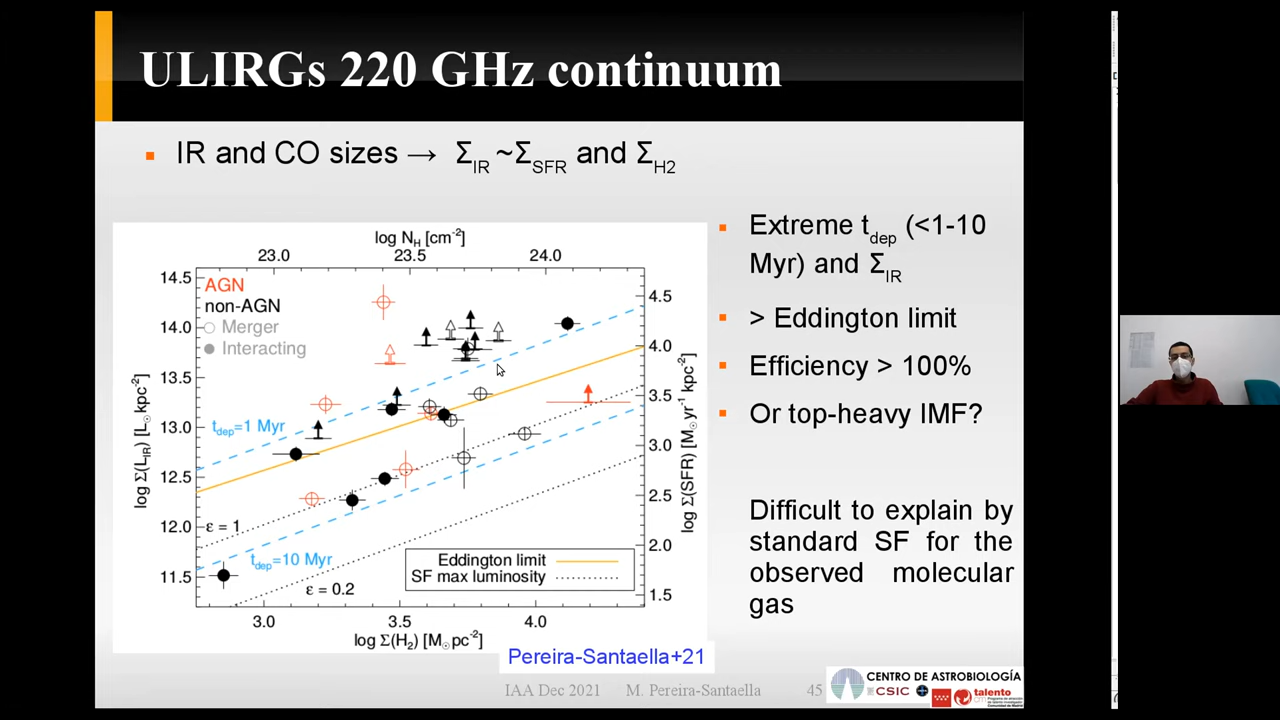 ULIRGs 220 GHz continuum
IR and CO sizes → Σ_IR ~Σ_SFR and Σ_H2
log N_H [cm⁻²]
23.0 23.5 24.0
14.5
14.0
13.5
13.0
12.5
12.0
11.5
log Σ(L_IR) [L⊙ kpc⁻²]
AGN
non-AGN
Merger
Interacting
t_dep=1 Myr
ε = 1
t_dep=10 Myr
ε = 0.2
Eddington limit
SF max luminosity
4.5
4.0
3.5
3.0
2.5
2.0
1.5
log Σ(SFR) [M⊙ yr⁻¹ kpc⁻²]
3.0 3.5 4.0
log Σ(H₂) [M⊙ pc⁻²]
Pereira-Santaella+21
Extreme t_dep (<1-10
Myr) and Σ_IR
> Eddington limit
Efficiency > 100%
Or top-heavy IMF?
Difficult to explain by
standard SF for the
observed molecular
gas
IAA Dec 2021 M. Pereira-Santaella 45
CENTRO DE ASTROBIOLOGÍA
CSIC
talento